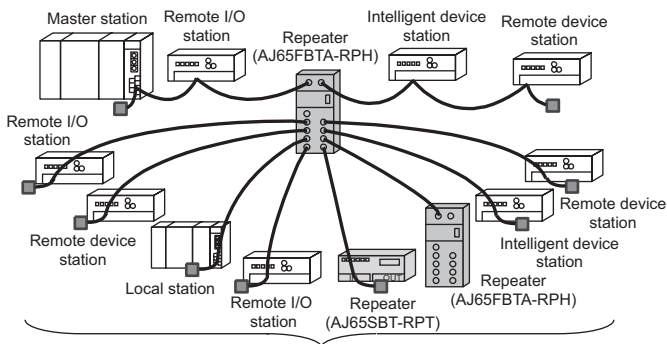 Master station
Remote I/O
station
Repeater
(AJ65FBTA-RPH)
Intelligent device
station
Remote device
station
Remote I/O
station
Remote device
station
Local station
Remote I/O
station
OUT
Repeater
(AJ65SBT-RPT)
Repeater
(AJ65FBTA-RPH)
Intelligent device
station
Remote device
station